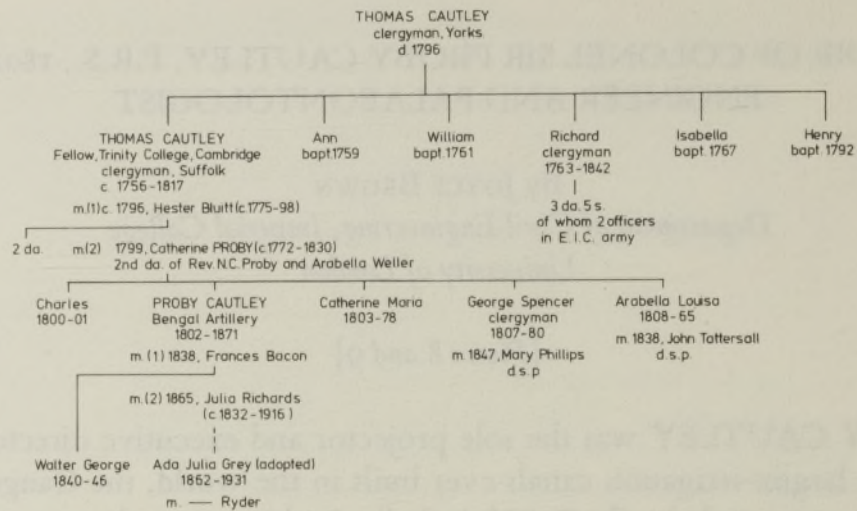 THOMAS CAUTLEY
clergyman, Yorks.
d. 1796
THOMAS CAUTLEY
Fellow, Trinity College, Cambridge
clergyman, Suffolk
c. 1756-1817
Ann
bapt. 1759
William
bapt. 1761
Richard
clergyman
1763-1842
Isabella
bapt. 1767
Henry
bapt. 1792
m.(1) c. 1796, Hester Bluitt (c.1775-98)
3 da. 5 s.
of whom 2 officers
in E.I.C. army
2 da.
m.(2) 1799, Catherine PROBY (c.1772-1830)
2nd da. of Rev. N.C. Proby and Arabella Weller
Charles
1800-01
PROBY CAUTLEY
Bengal Artillery
1802-1871
Catherine Maria
1803-78
George Spencer
clergyman
1807-80
Arabella Louisa
1808-65
m.(1) 1838, Frances Bacon
m. 1847, Mary Phillips
d.s.p
m. 1838, John Tattersall
d.s.p.
m.(2) 1865, Julia Richards
(c. 1832-1916)
Walter George
1840-46
Ada Julia Grey (adopted)
1862-1931
m. — Ryder